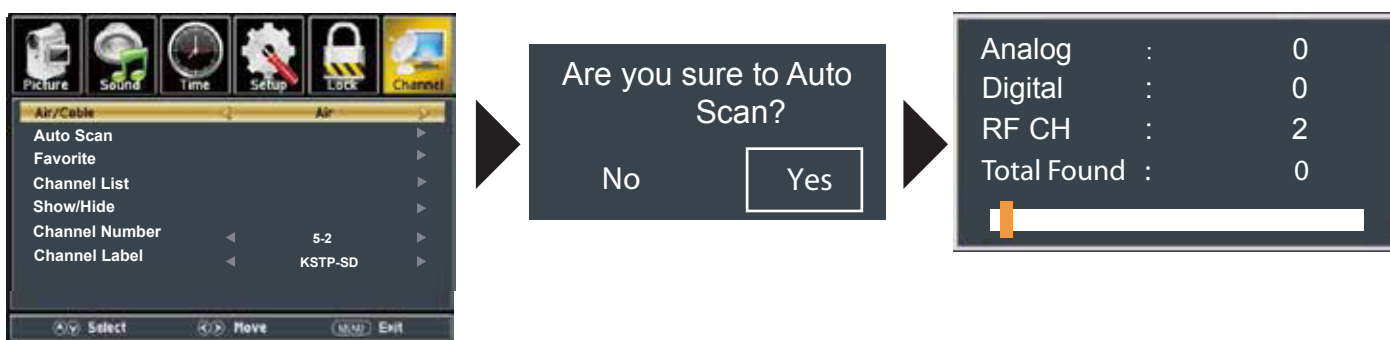 Picture Sound Time Setup Lock Channel
Air/Cable Air
Auto Scan
Favorite
Channel List
Show/Hide
Channel Number 5-2
Channel Label KSTP-SD
Select Move MENU Exit
Are you sure to Auto
Scan?
No Yes
Analog : 0
Digital : 0
RF CH : 2
Total Found : 0